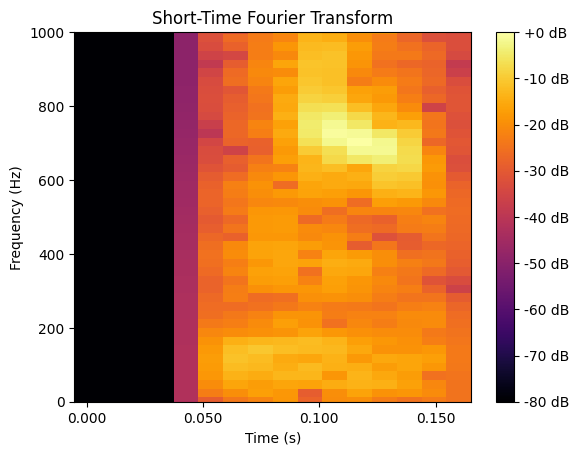 Short-Time Fourier Transform
Frequency (Hz)
1000
800
600
400
200
0
0.000
0.050
0.100
0.150
Time (s)
+0 dB
-10 dB
-20 dB
-30 dB
-40 dB
-50 dB
-60 dB
-70 dB
-80 dB